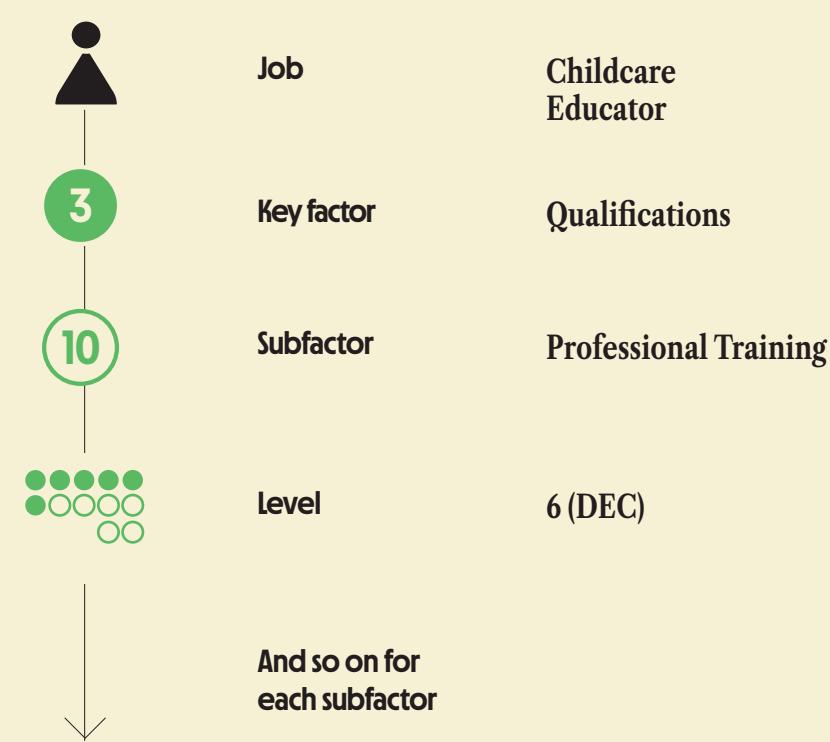 Job
Childcare
Educator
3
Key factor
Qualifications
10
Subfactor
Professional Training
Level
6 (DEC)
And so on for
each subfactor